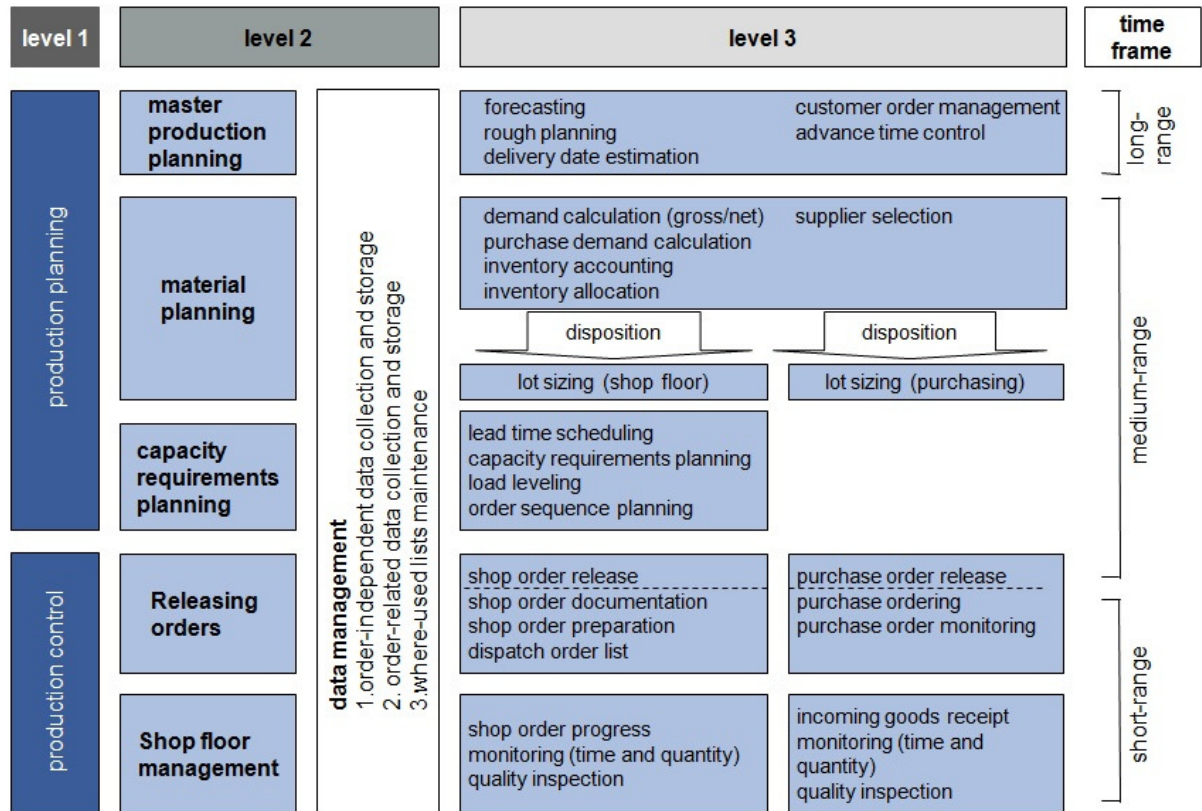 level 1
level 2
level 3
time
frame
production planning
master
production
planning
forecasting
rough planning
delivery date estimation
customer order management
advance time control
long-
range
material
planning
demand calculation (gross/net)
purchase demand calculation
inventory accounting
inventory allocation
supplier selection
disposition
disposition
lot sizing (shop floor)
lot sizing (purchasing)
medium-range
capacity
requirements
planning
lead time scheduling
capacity requirements planning
load leveling
order sequence planning
data management
1.order-independent data collection and storage
2. order-related data collection and storage
3.where-used lists maintenance
production control
Releasing
orders
shop order release
shop order documentation
shop order preparation
dispatch order list
purchase order release
purchase ordering
purchase order monitoring
short-range
Shop floor
management
shop order progress
monitoring (time and quantity)
quality inspection
incoming goods receipt
monitoring (time and
quantity)
quality inspection